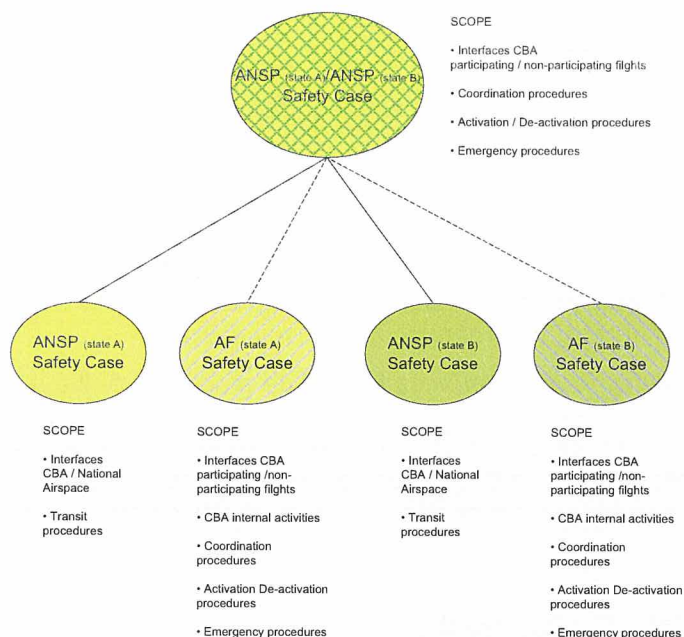 SCOPE
• Interfaces CBA
participating / non-participating filghts
• Coordination procedures
• Activation / De-activation procedures
• Emergency procedures
ANSP (state A)/ANSP (state B)
Safety Case
ANSP (state A)
Safety Case
AF (state A)
Safety Case
ANSP (state B)
Safety Case
AF (state B)
Safety Case
SCOPE
• Interfaces
CBA / National
Airspace
• Transit
procedures
SCOPE
• Interfaces CBA
participating /non-
participating filghts
• CBA internal activities
• Coordination
procedures
• Activation De-activation
procedures
• Emergency procedures
SCOPE
• Interfaces
CBA / National
Airspace
• Transit
procedures
SCOPE
• Interfaces CBA
participating /non-
participating filghts
• CBA internal activities
• Coordination
procedures
• Activation De-activation
procedures
• Emergency procedures